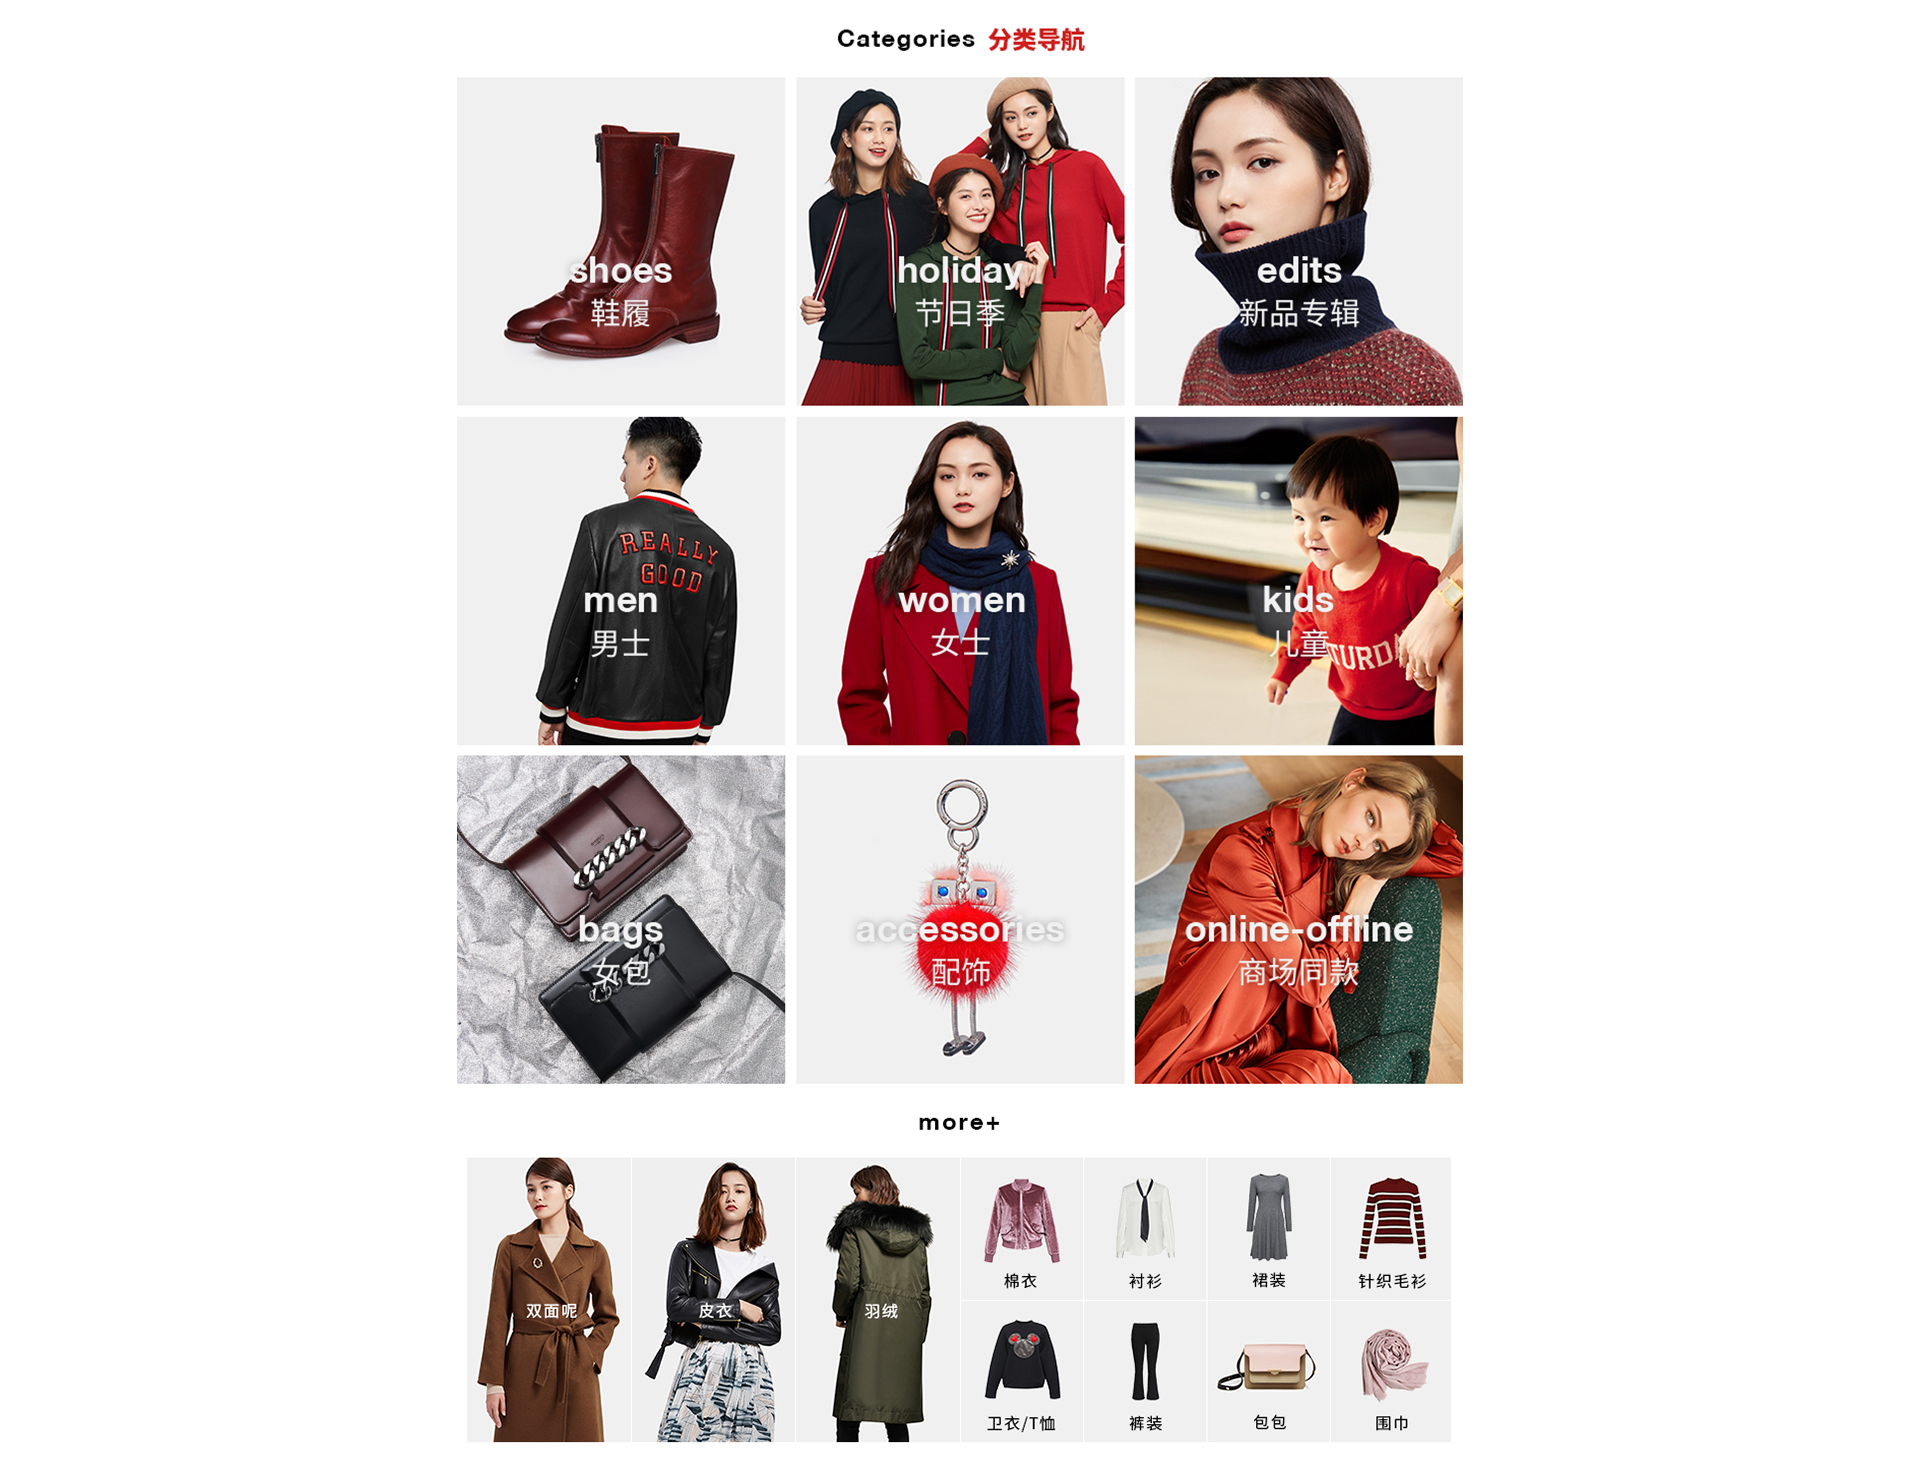 Categories 分类导航
shoes
鞋履
holiday
节日季
edits
新品专辑
REALLY
GOOD
men
男士
women
女士
kids
儿童
TURDA
bags
女包
accessories
配饰
online-offline
商场同款
more+
双面呢
皮衣
羽绒
棉衣
衬衫
裙装
针织毛衫
卫衣/T恤
裤装
包包
围巾